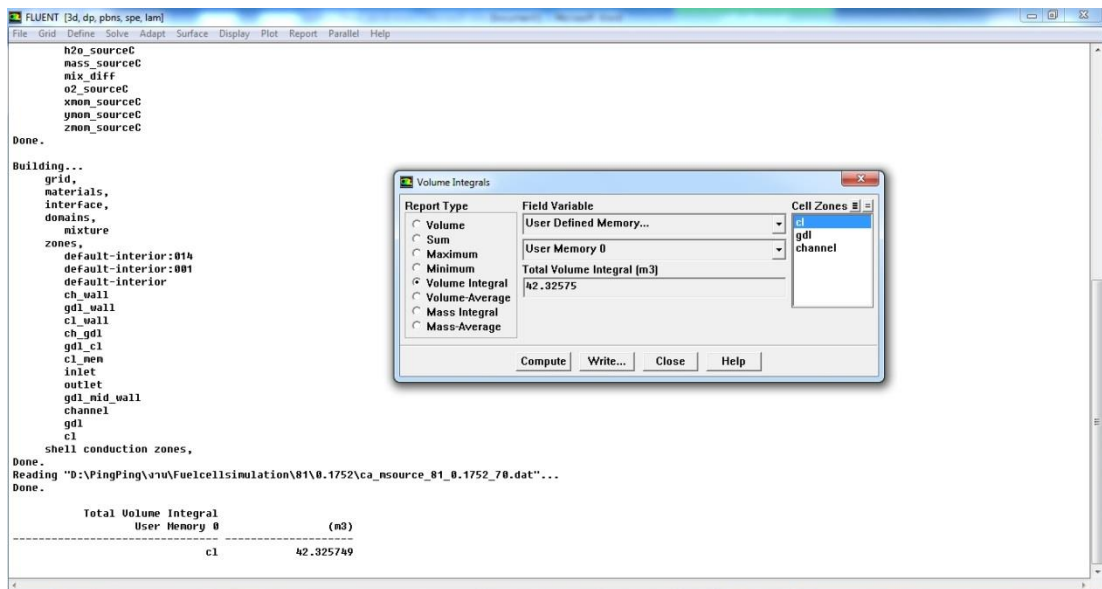 FLUENT [3d, dp, pbns, spe, lam]
File Grid Define Solve Adapt Surface Display Plot Report Parallel Help
h2o_sourceC
mass_sourceC
mix_diff
o2_sourceC
xmom_sourceC
ymom_sourceC
zmom_sourceC
Done.
Building...
grid,
materials,
interface,
domains,
mixture
zones,
default-interior:014
default-interior:001
default-interior
ch_wall
gdl_wall
cl_wall
ch_gdl
gdl_cl
cl_mem
inlet
outlet
gdl_mid_wall
channel
gdl
cl
shell conduction zones,
Done.
Reading "D:\PingPing\งาน\Fuelcellsimulation\81\0.1752\ca_msource_81_0.1752_70.dat"...
Done.
Total Volume Integral
User Memory 0 (m3)
-------------------------------- --------------------
cl 42.325749
Volume Integrals
Report Type
Volume
Sum
Maximum
Minimum
Volume Integral
Volume-Average
Mass Integral
Mass-Average
Field Variable
User Defined Memory...
User Memory 0
Total Volume Integral (m3)
42.32575
Cell Zones
cl
gdl
channel
Compute Write... Close Help